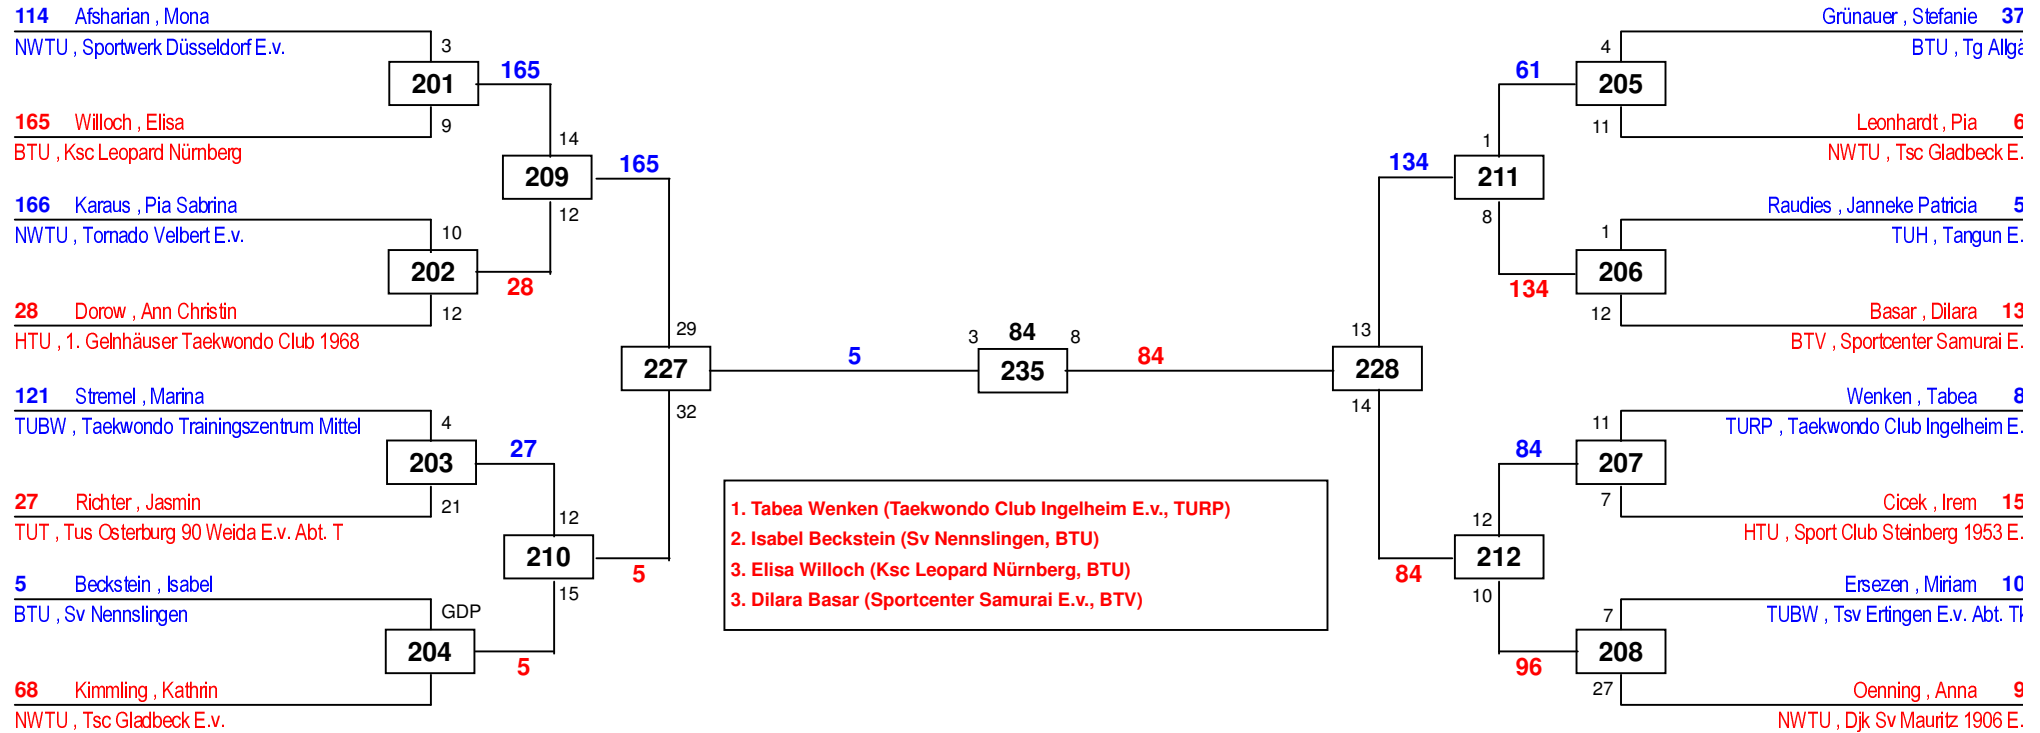 114 Afsharian , Mona
NWTU , Sportwerk Düsseldorf E.v.
3
201
165
9
165 Willoch , Elisa
BTU , Ksc Leopard Nürnberg
14
209
165
12
166 Karaus , Pia Sabrina
NWTU , Tornado Velbert E.v.
10
202
28
12
28 Dorow , Ann Christin
HTU , 1. Gelnhäuser Taekwondo Club 1968
29
227
5
32
121 Stremel , Marina
TUBW , Taekwondo Trainingszentrum Mittel
4
203
27
21
27 Richter , Jasmin
TUT , Tus Osterburg 90 Weida E.v. Abt. T
12
210
5
15
5 Beckstein , Isabel
BTU , Sv Nennslingen
GDP
204
5
68 Kimmling , Kathrin
NWTU , Tsc Gladbeck E.v.
3 84 8
235
84
1. Tabea Wenken (Taekwondo Club Ingelheim E.v., TURP)
2. Isabel Beckstein (Sv Nennslingen, BTU)
3. Elisa Willoch (Ksc Leopard Nürnberg, BTU)
3. Dilara Basar (Sportcenter Samurai E.v., BTV)
Grünauer , Stefanie 37
BTU , Tg Allgä
4
61
205
11
Leonhardt , Pia 6
NWTU , Tsc Gladbeck E.
1
134
211
8
Raudies , Janneke Patricia 5
TUH , Tangun E.
1
206
134
12
Basar , Dilara 13
BTV , Sportcenter Samurai E.
13
228
14
Wenken , Tabea 8
TURP , Taekwondo Club Ingelheim E.
11
84
207
7
Cicek , Irem 15
HTU , Sport Club Steinberg 1953 E.
12
212
84
10
Ersezen , Miriam 10
TUBW , Tsv Ertingen E.v. Abt. Tk
7
208
96
27
Oenning , Anna 9
NWTU , Djk Sv Mauritz 1906 E.